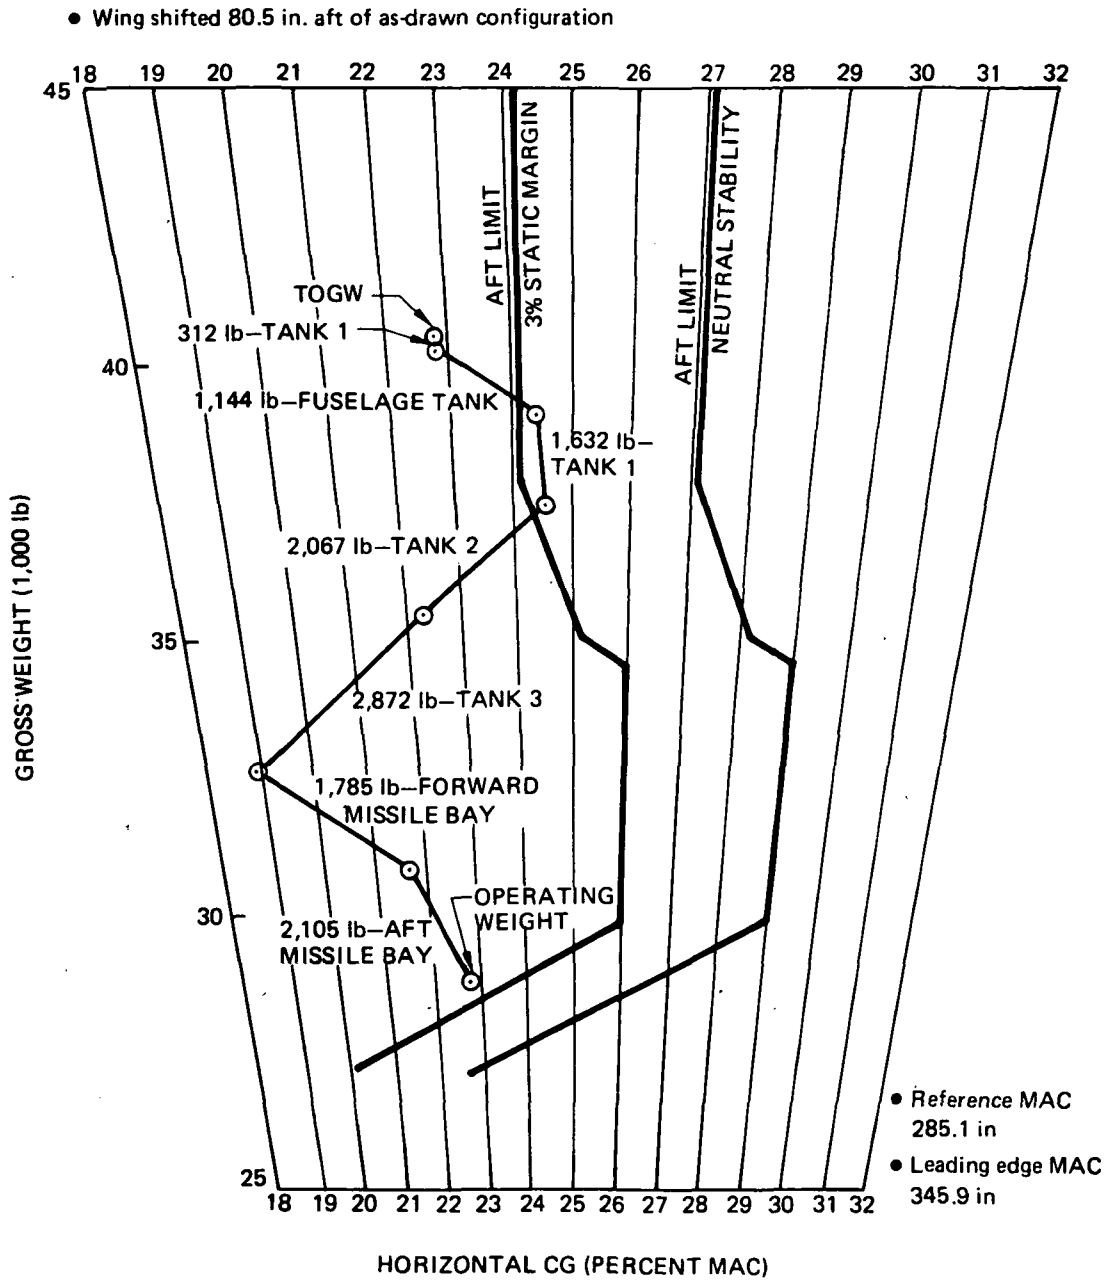 • Wing shifted 80.5 in. aft of as-drawn configuration
18 19 20 21 22 23 24 25 26 27 28 29 30 31 32
45
AFT LIMIT
3% STATIC MARGIN
AFT LIMIT
NEUTRAL STABILITY
TOGW
312 lb—TANK 1
40
1,144 lb—FUSELAGE TANK
1,632 lb—
TANK 1
GROSS WEIGHT (1,000 lb)
2,067 lb—TANK 2
35
2,872 lb—TANK 3
1,785 lb—FORWARD
MISSILE BAY
OPERATING
WEIGHT
30
2,105 lb—AFT
MISSILE BAY
• Reference MAC
285.1 in
• Leading edge MAC
345.9 in
25
18 19 20 21 22 23 24 25 26 27 28 29 30 31 32
HORIZONTAL CG (PERCENT MAC)